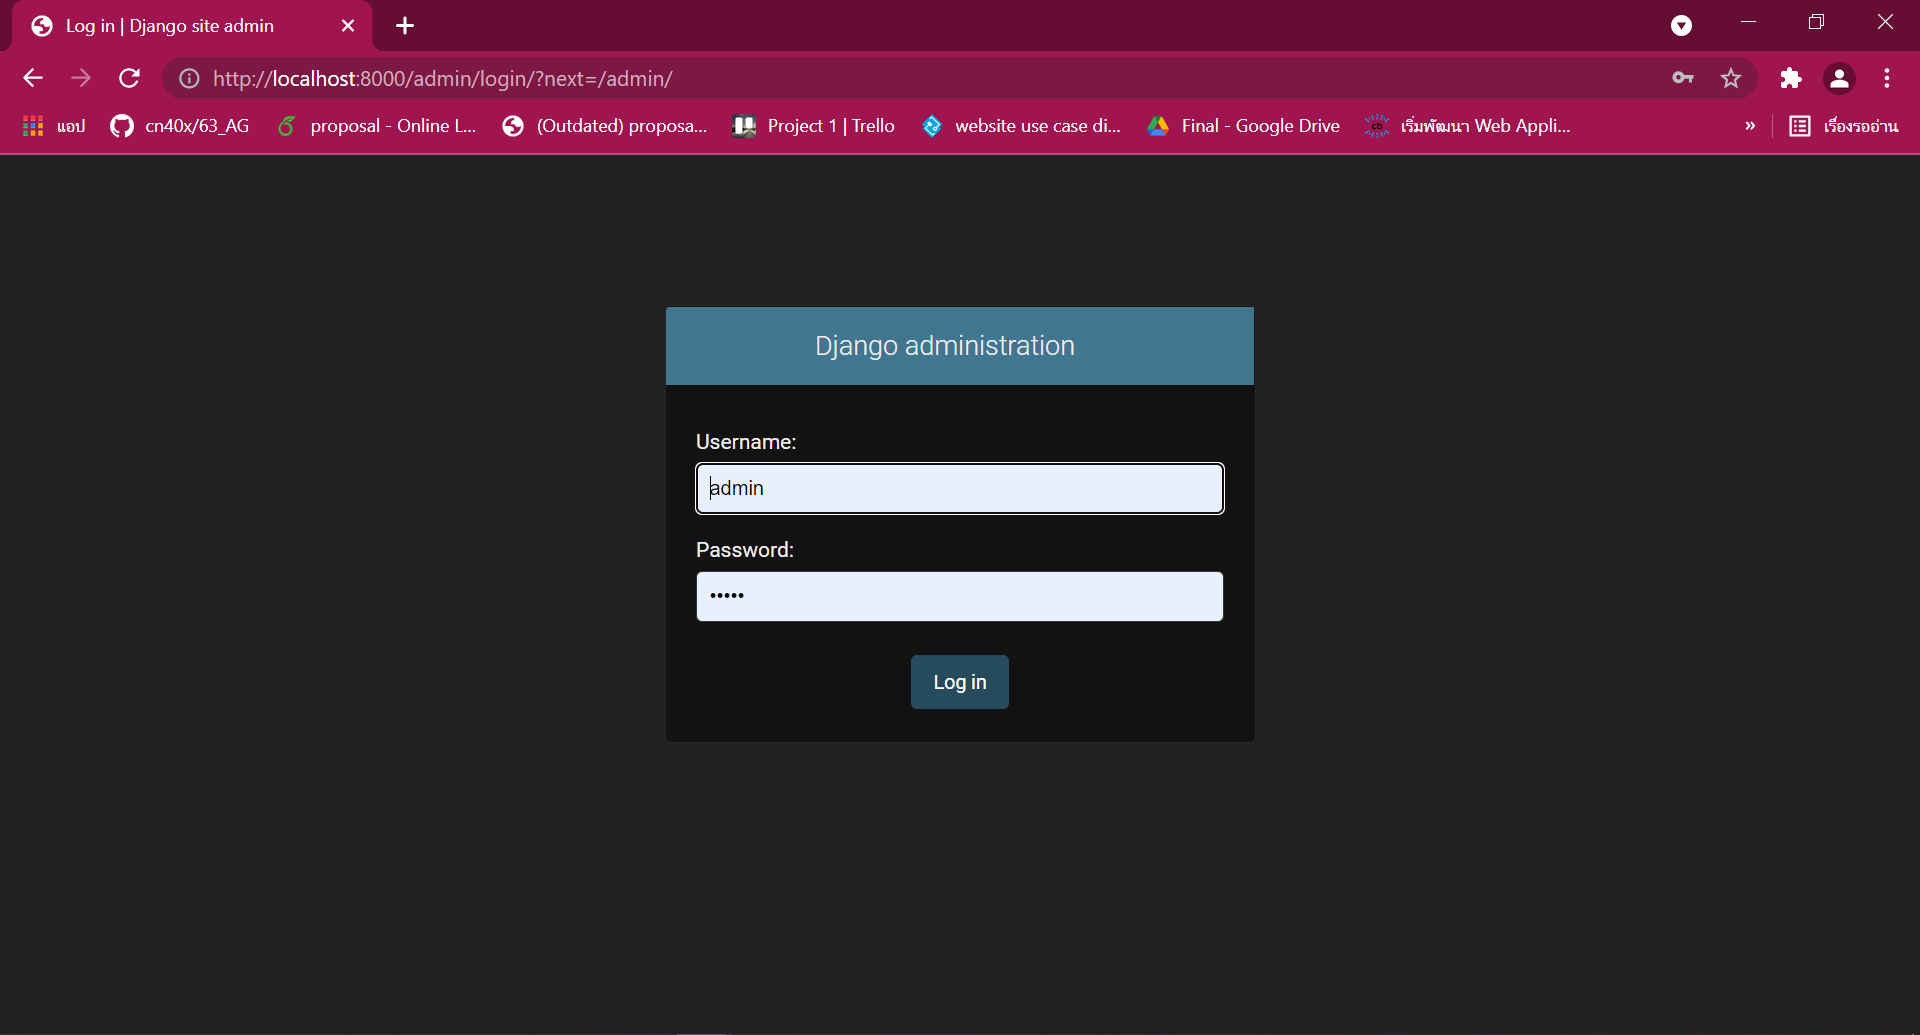 Log in | Django site admin
http://localhost:8000/admin/login/?next=/admin/
แอป cn40x/63_AG proposal - Online L... (Outdated) proposa... Project 1 | Trello website use case di... Final - Google Drive เริ่มพัฒนา Web Appli... » เรื่องรออ่าน
Django administration
Username:
admin
Password:
•••••
Log in